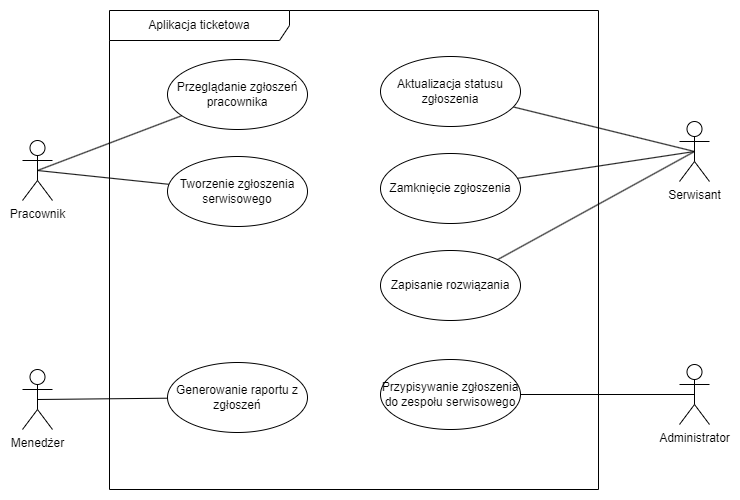 Aplikacja ticketowa
Przeglądanie zgłoszeń
pracownika
Aktualizacja statusu
zgłoszenia
Tworzenie zgłoszenia
serwisowego
Zamknięcie zgłoszenia
Pracownik
Serwisant
Zapisanie rozwiązania
Generowanie raportu z
zgłoszeń
Przypisywanie zgłoszenia
do zespołu serwisowego
Menedżer
Administrator